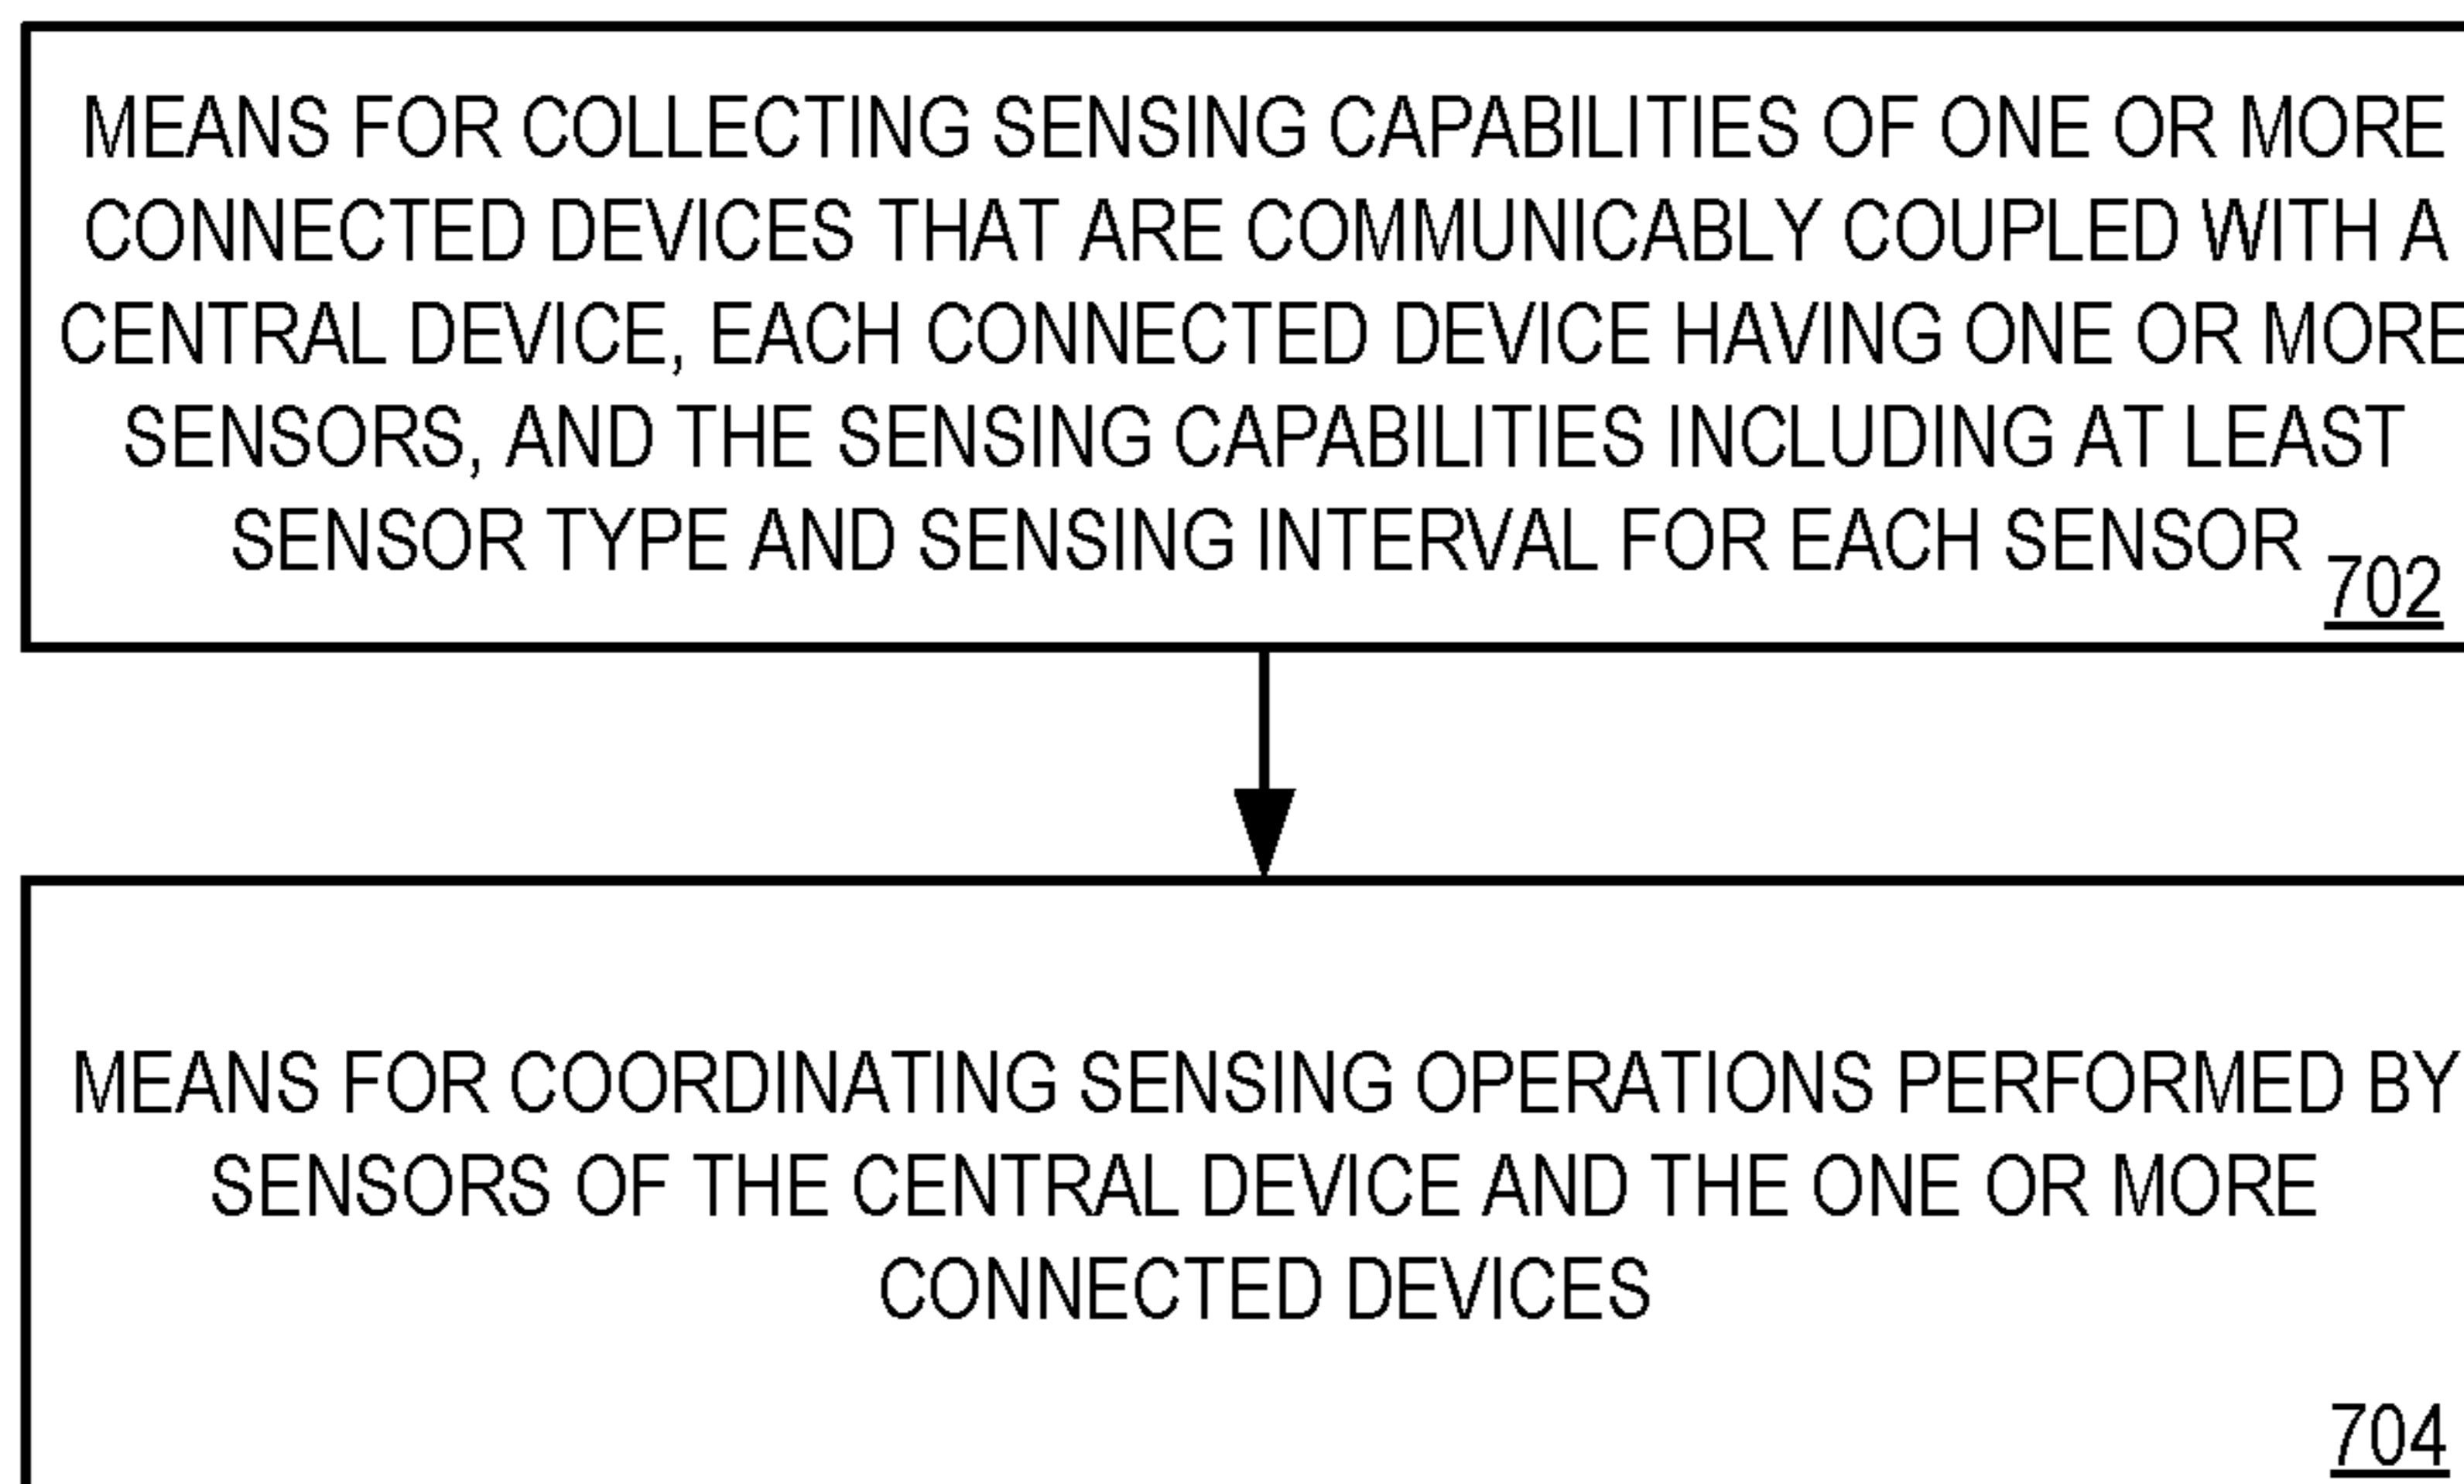 MEANS FOR COLLECTING SENSING CAPABILITIES OF ONE OR MORE
CONNECTED DEVICES THAT ARE COMMUNICABLY COUPLED WITH A
CENTRAL DEVICE, EACH CONNECTED DEVICE HAVING ONE OR MORE
SENSORS, AND THE SENSING CAPABILITIES INCLUDING AT LEAST
SENSOR TYPE AND SENSING INTERVAL FOR EACH SENSOR
702
MEANS FOR COORDINATING SENSING OPERATIONS PERFORMED BY
SENSORS OF THE CENTRAL DEVICE AND THE ONE OR MORE
CONNECTED DEVICES
704